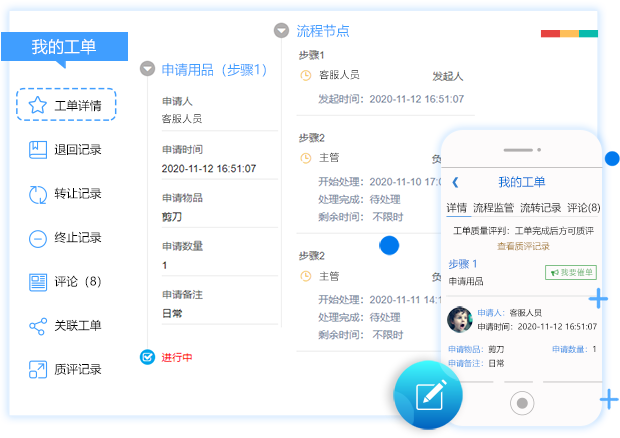 我的工单
工单详情
退回记录
转让记录
终止记录
评论（8）
关联工单
质评记录
申请用品（步骤1）
申请人
客服人员
申请时间
2020-11-12 16:51:07
申请物品
剪刀
申请数量
1
申请备注
日常
进行中
流程节点
步骤1
客服人员 发起人
发起时间：2020-11-12 16:51:07
步骤2
主管 负
开始处理：2020-11-10 17:0
处理完成：待处理
剩余时间：不限时
步骤2
主管 负
开始处理：2020-11-11 14:1
处理完成：待处理
剩余时间：不限时
我的工单
详情 流程监管 流转记录 评论(8)
工单质量评判：工单完成后方可质评
查看质评记录
步骤 1
申请用品
我要催单
申请人：客服人员
申请时间：2020-11-12 16:51:07
申请物品：剪刀 申请数量：1
申请备注：日常